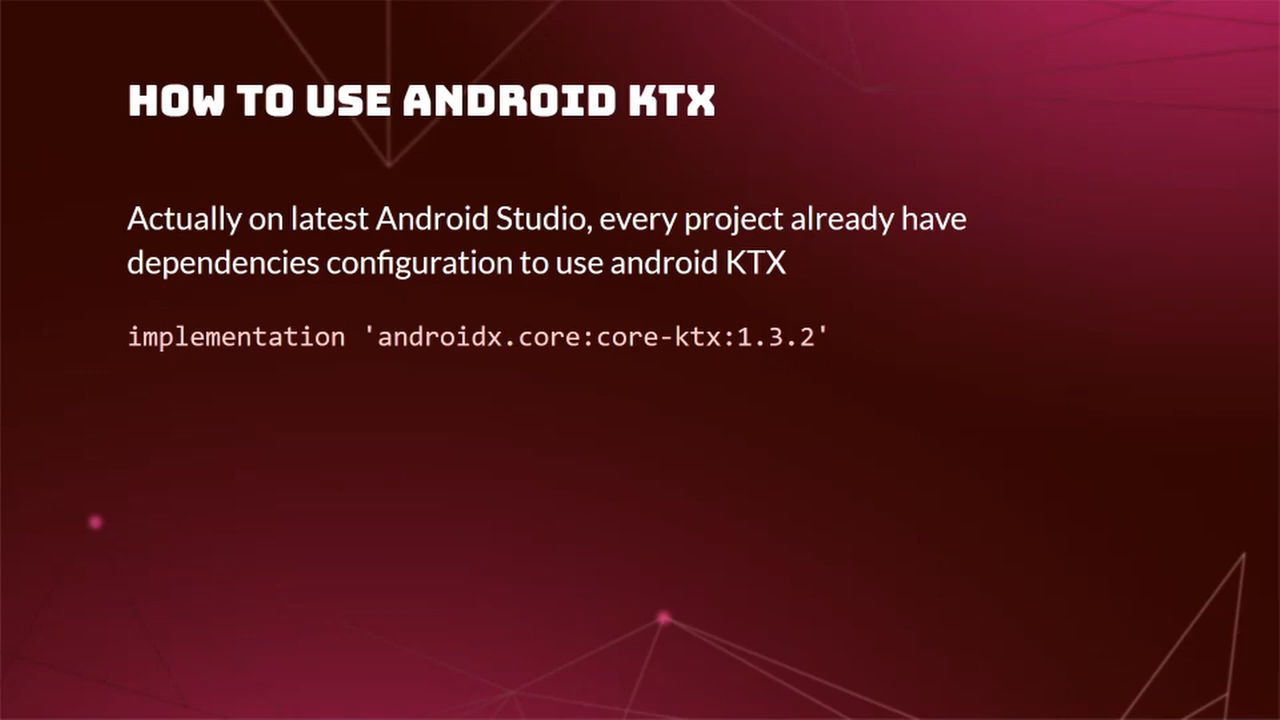 HOW TO USE ANDROID KTX
Actually on latest Android Studio, every project already have
dependencies configuration to use android KTX
implementation 'androidx.core:core-ktx:1.3.2'